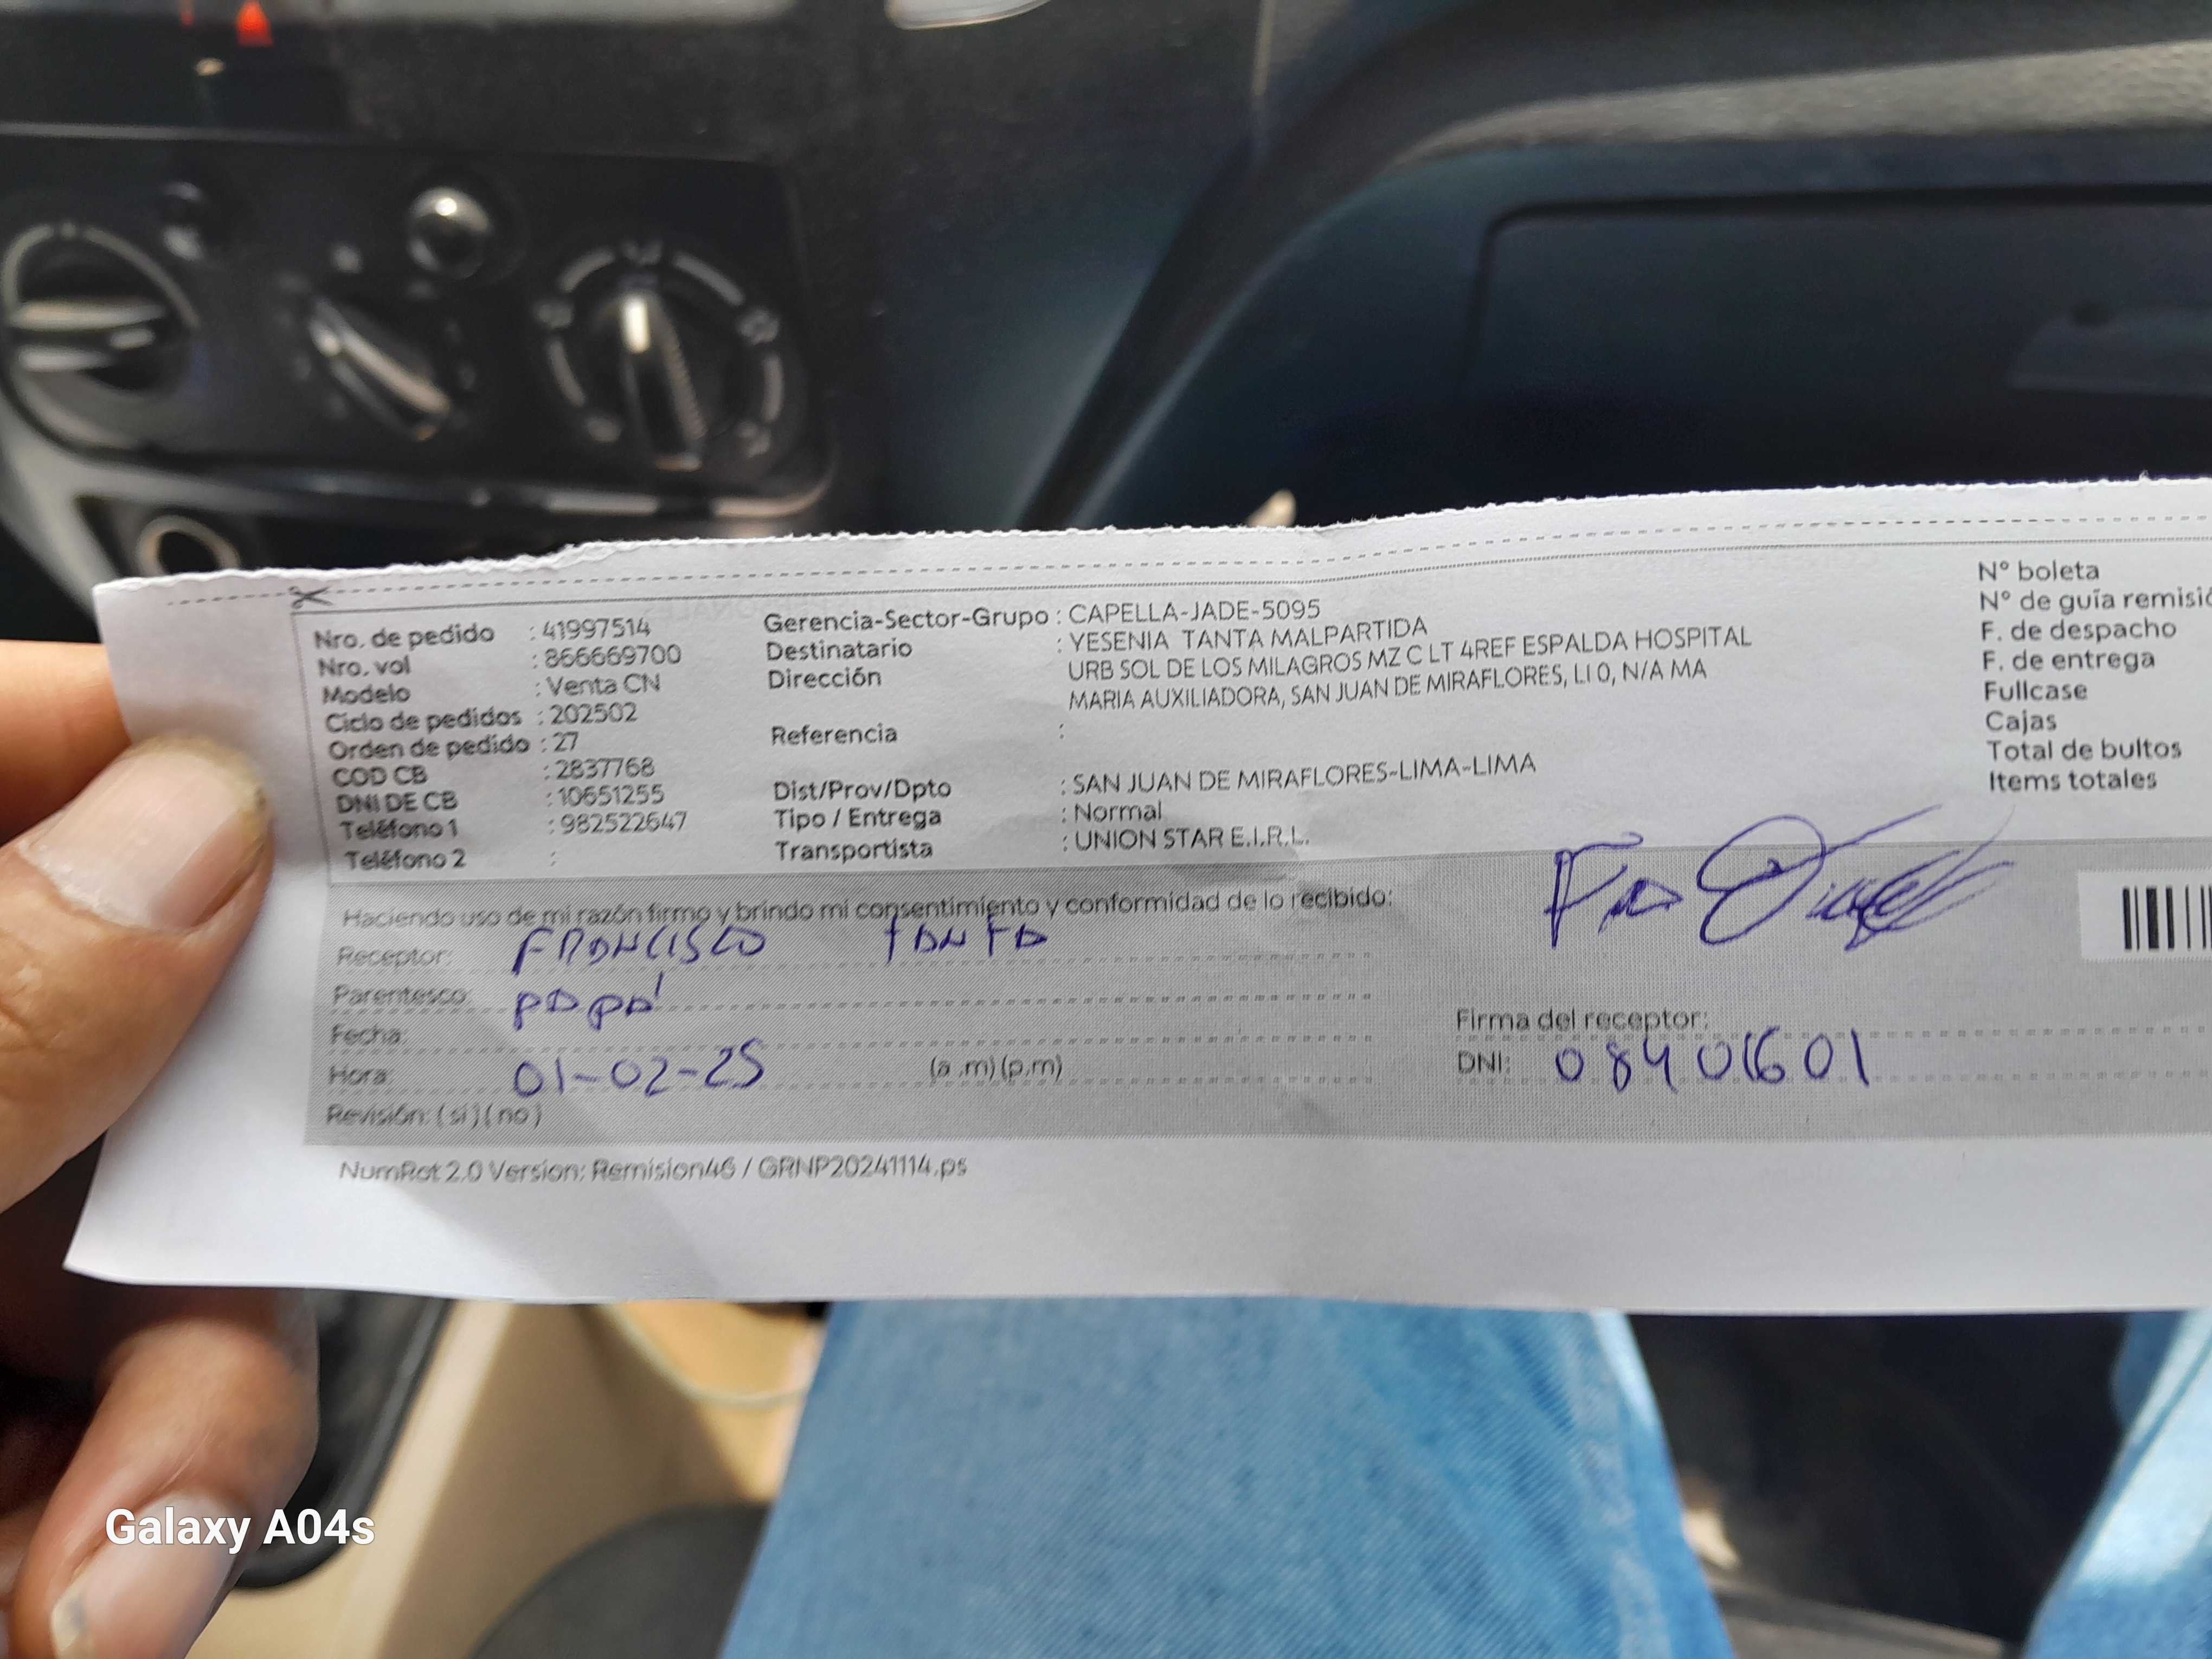 Nro. de pedido : 41997514
Nro. vol : 866669700
Modelo : Venta CN
Ciclo de pedidos : 202502
Orden de pedido : 27
COD CB : 2837768
DNI DE CB : 10651255
Teléfono 1 : 982522647
Teléfono 2 :
Gerencia-Sector-Grupo : CAPELLA-JADE-5095
Destinatario : YESENIA TANTA MALPARTIDA
Dirección URB SOL DE LOS MILAGROS MZ C LT 4REF ESPALDA HOSPITAL
MARIA AUXILIADORA, SAN JUAN DE MIRAFLORES, LI 0, N/A MA
Referencia :
Dist/Prov/Dpto : SAN JUAN DE MIRAFLORES-LIMA-LIMA
Tipo / Entrega : Normal
Transportista : UNION STAR E.I.R.L.
N° boleta
N° de guía remisió
F. de despacho
F. de entrega
Fullcase
Cajas
Total de bultos
Items totales
Haciendo uso de mi razón firmo y brindo mi consentimiento y conformidad de lo recibido:
Receptor: FRANCISCO TANTA
Parentesco: PAPÁ
Fecha:
Hora: 01-02-25 (a .m) (p.m)
Revisión: ( si ) ( no )
Firma del receptor:
DNI: 08401601
NumRot 2.0 Version: Remision46 / GRNP20241114.ps
Galaxy A04s